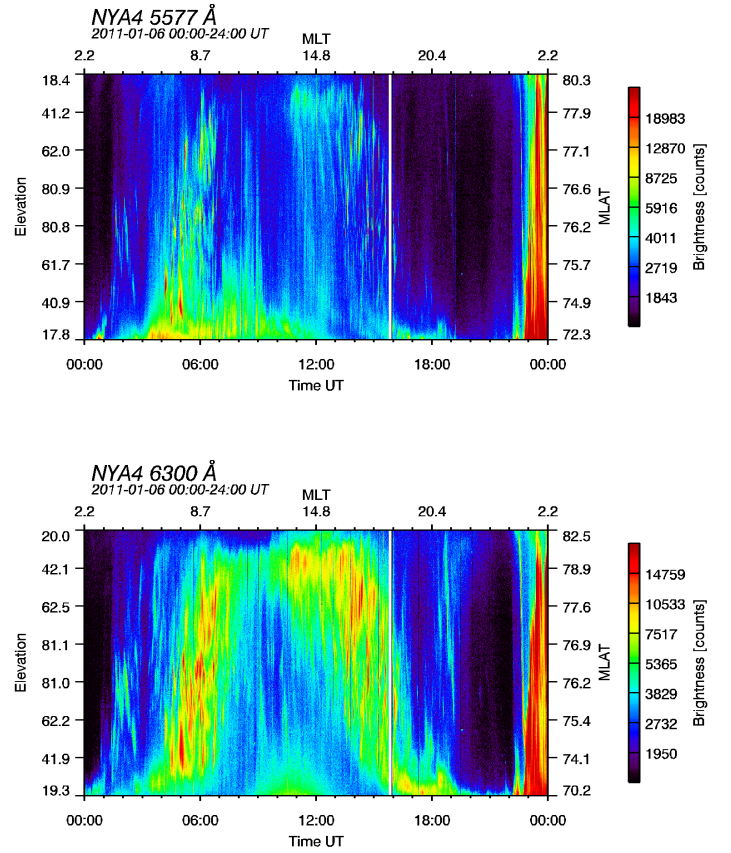 NYA4 5577 Å
2011-01-06 00:00-24:00 UT
MLT
2.2 8.7 14.8 20.4 2.2
18.4 80.3
41.2 77.9 18983
62.0 77.1 12870
8725
80.9 76.6
5916
Elevation MLAT Brightness [counts]
80.8 76.2 4011
61.7 75.7 2719
40.9 74.9 1843
17.8 72.3
00:00 06:00 12:00 18:00 00:00
Time UT
NYA4 6300 Å
2011-01-06 00:00-24:00 UT
MLT
2.2 8.7 14.8 20.4 2.2
20.0 82.5
42.1 78.9 14759
62.5 77.6 10533
7517
81.1 76.9
5365
Elevation MLAT Brightness [counts]
81.0 76.2 3829
62.2 75.4 2732
41.9 74.1 1950
19.3 70.2
00:00 06:00 12:00 18:00 00:00
Time UT